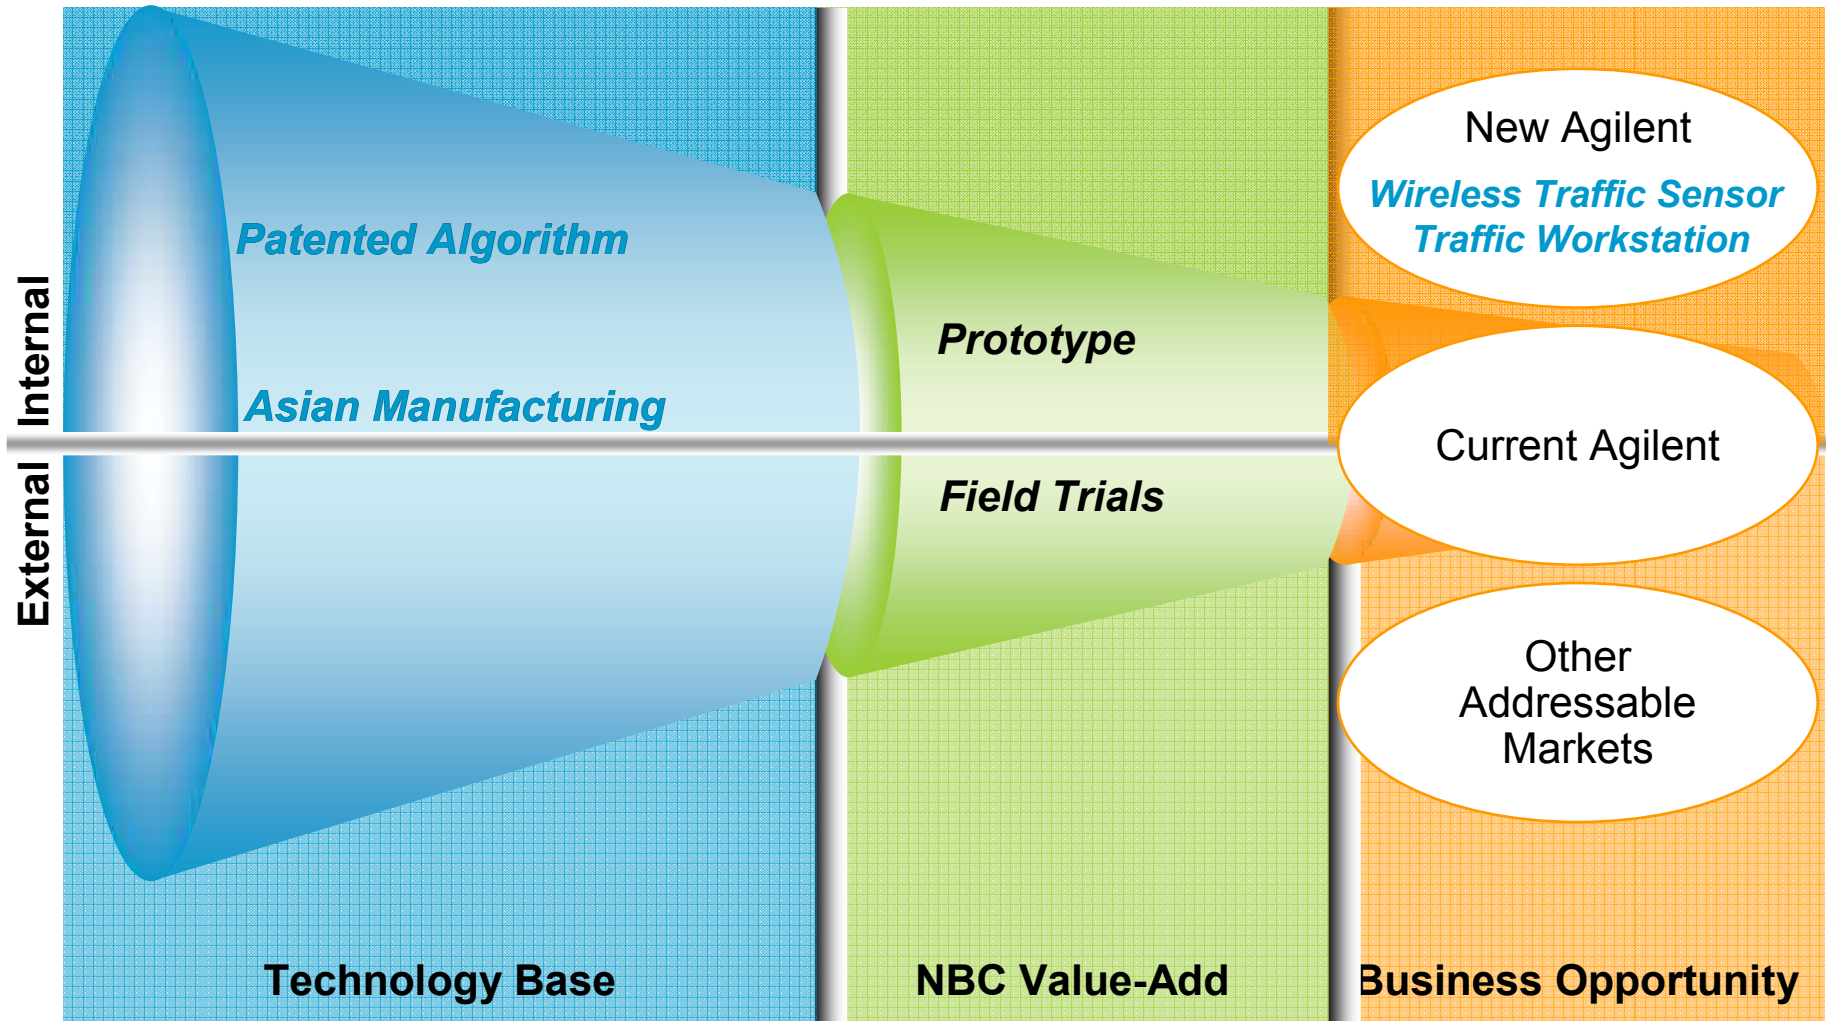 Internal
External
Patented Algorithm
Asian Manufacturing
Prototype
Field Trials
New Agilent
Wireless Traffic Sensor
Traffic Workstation
Current Agilent
Other
Addressable
Markets
Technology Base
NBC Value-Add
Business Opportunity